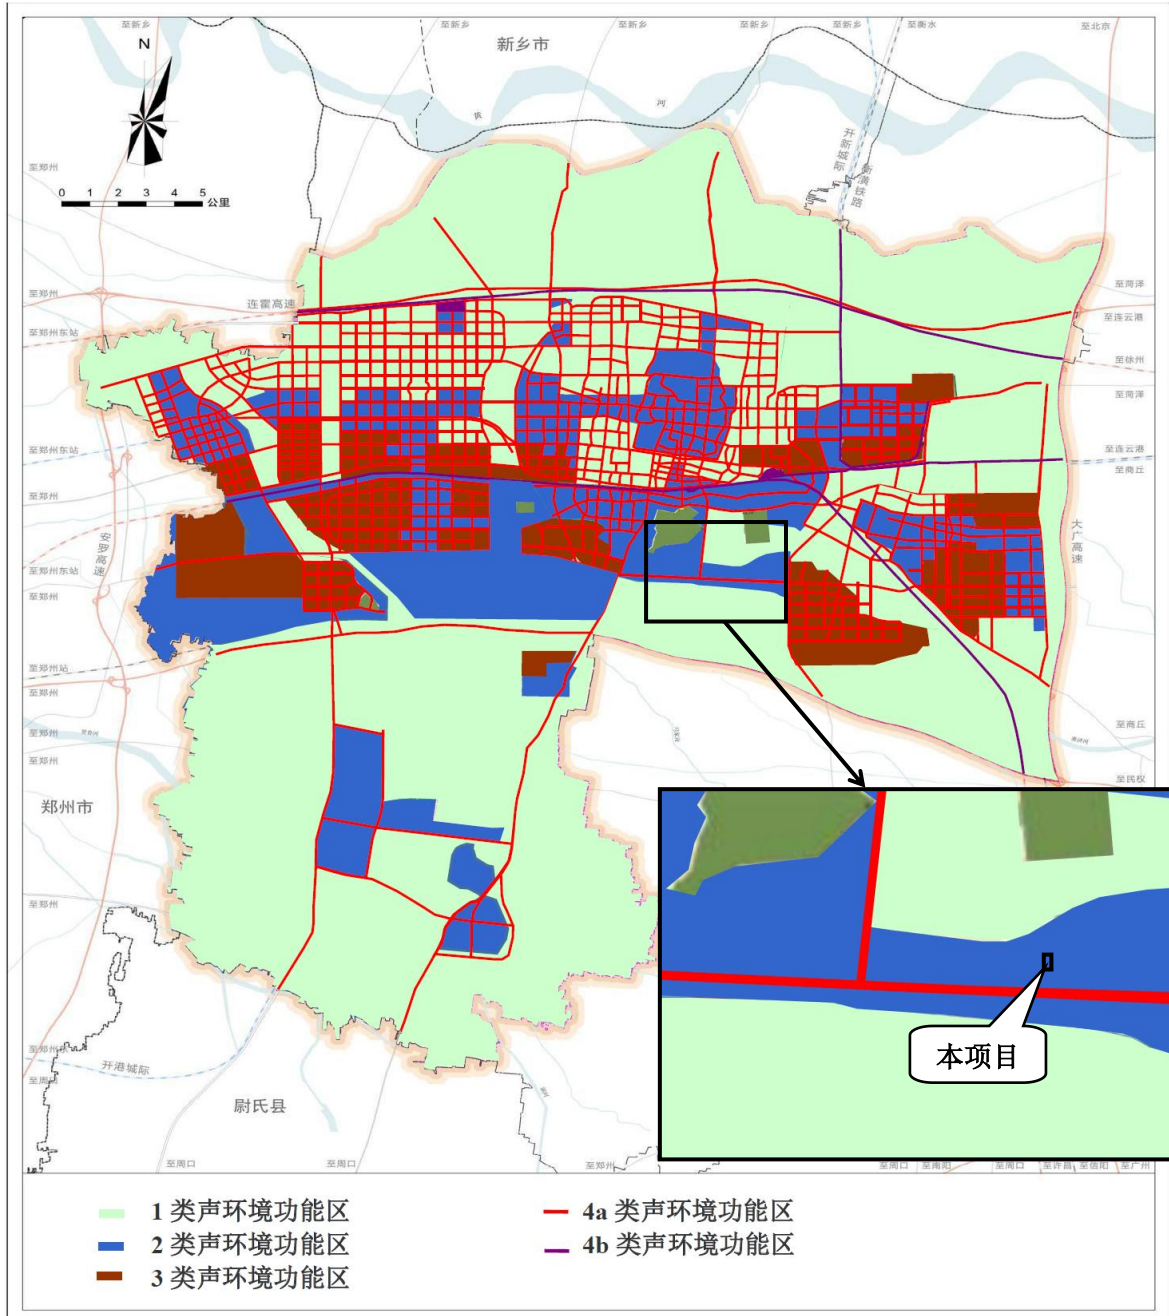 至新乡
至新乡
至新乡
至新乡
至新乡
至衡水
至北京
新乡市
N
黄
河
开新城际
衡潢铁路
至郑州
0 1 2 3 4 5 公里
至郑州
连霍高速
至菏泽
至连云港
至郑州东站
至徐州
至菏泽
至郑州东站
至连云港
至商丘
至郑州
安罗高速
大广高速
至郑州东站
至郑州
至郑州站
至郑州
至郑州
至商丘
至郑州
至民权
郑州市
至郑州
本项目
开港城际
尉氏县
至周口
至周口
至郑州
至周口
至南阳
至周口
至许昌
至信阳
至广州
1 类声环境功能区
2 类声环境功能区
3 类声环境功能区
4a 类声环境功能区
4b 类声环境功能区